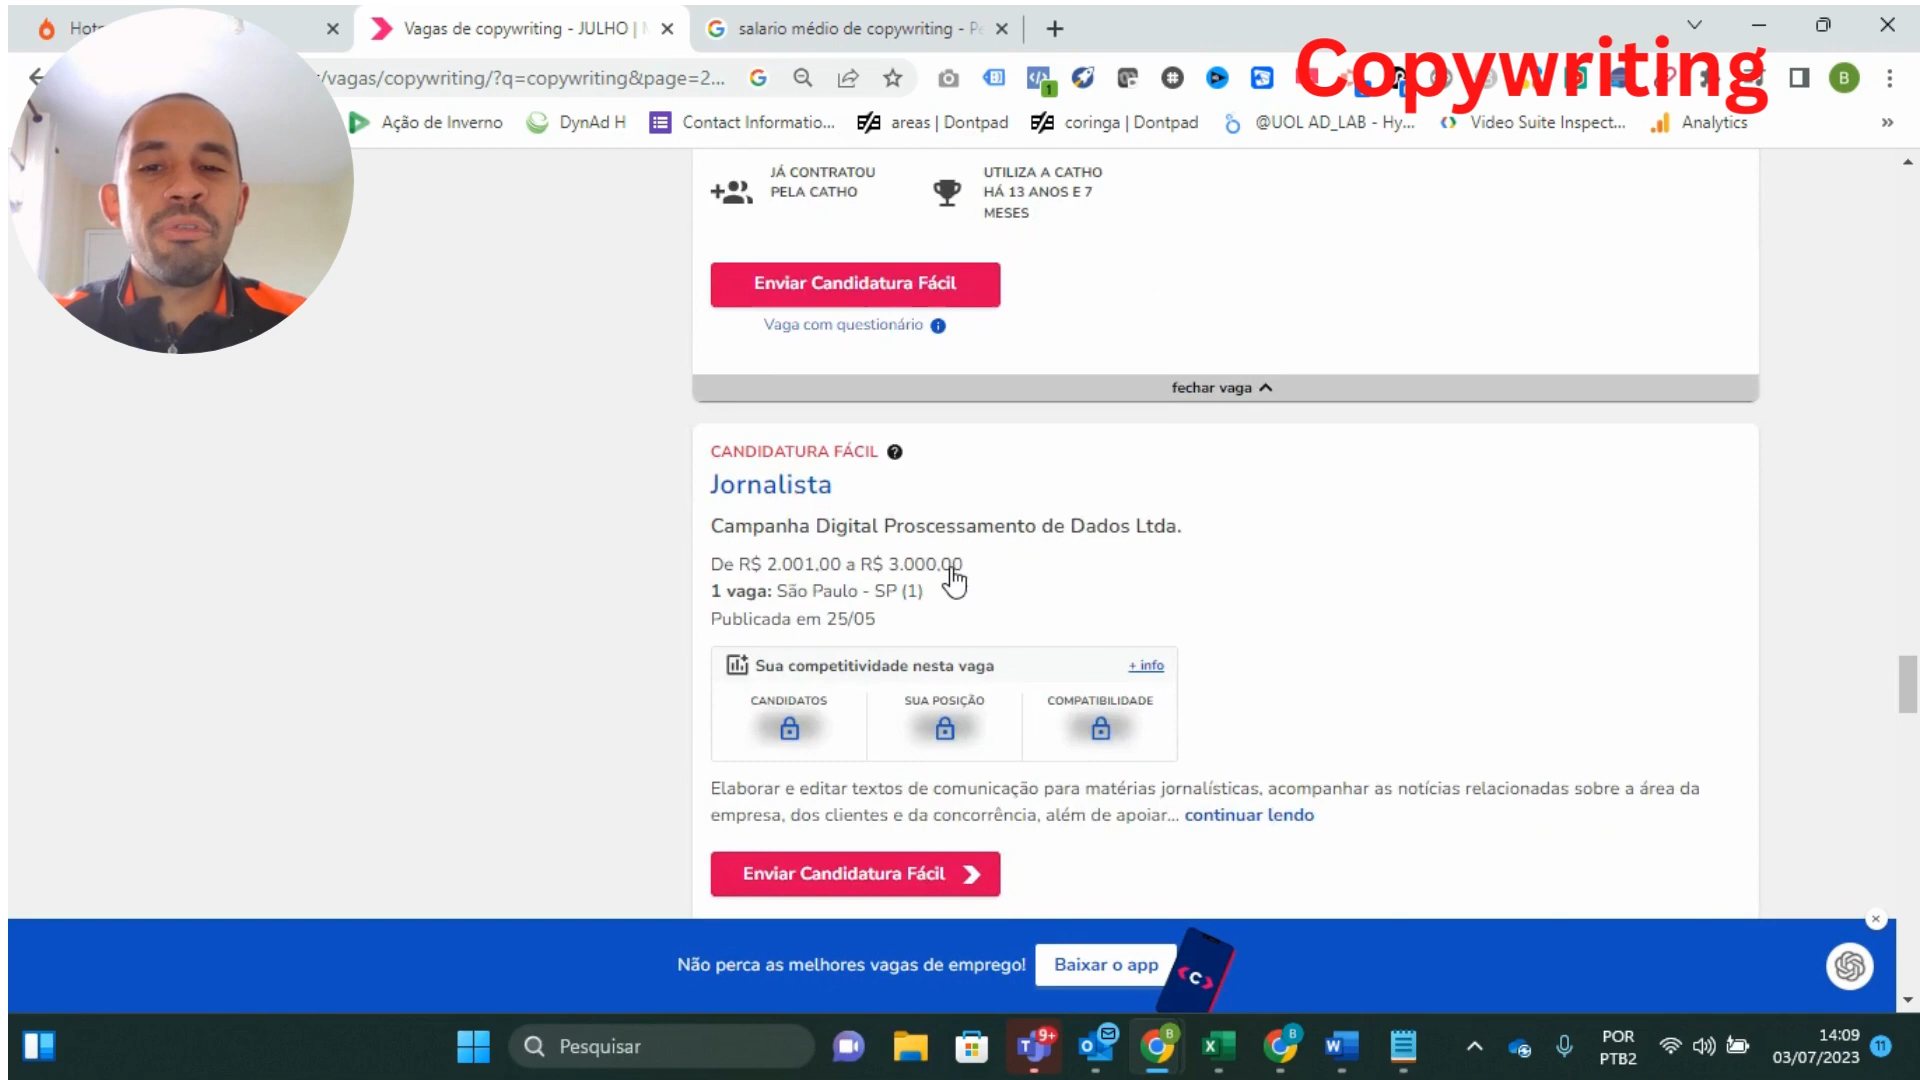 Vagas de copywriting - JULHO |
salario médio de copywriting - Pe
/vagas/copywriting/?q=copywriting&page=2...
Copywriting
B
Ação de Inverno
DynAd H
Contact Informatio...
areas | Dontpad
coringa | Dontpad
@UOL AD_LAB - Hy...
Video Suite Inspect...
Analytics
»
JÁ CONTRATOU
PELA CATHO
UTILIZA A CATHO
HÁ 13 ANOS E 7
MESES
Enviar Candidatura Fácil
Vaga com questionário
fechar vaga
CANDIDATURA FÁCIL
Jornalista
Campanha Digital Proscessamento de Dados Ltda.
De R$ 2.001,00 a R$ 3.000,00
1 vaga: São Paulo - SP (1)
Publicada em 25/05
Sua competitividade nesta vaga
+ info
CANDIDATOS
SUA POSIÇÃO
COMPATIBILIDADE
Elaborar e editar textos de comunicação para matérias jornalísticas, acompanhar as notícias relacionadas sobre a área da
empresa, dos clientes e da concorrência, além de apoiar... continuar lendo
Enviar Candidatura Fácil
Não perca as melhores vagas de emprego!
Baixar o app
Pesquisar
9+
POR
PTB2
14:09
03/07/2023
11